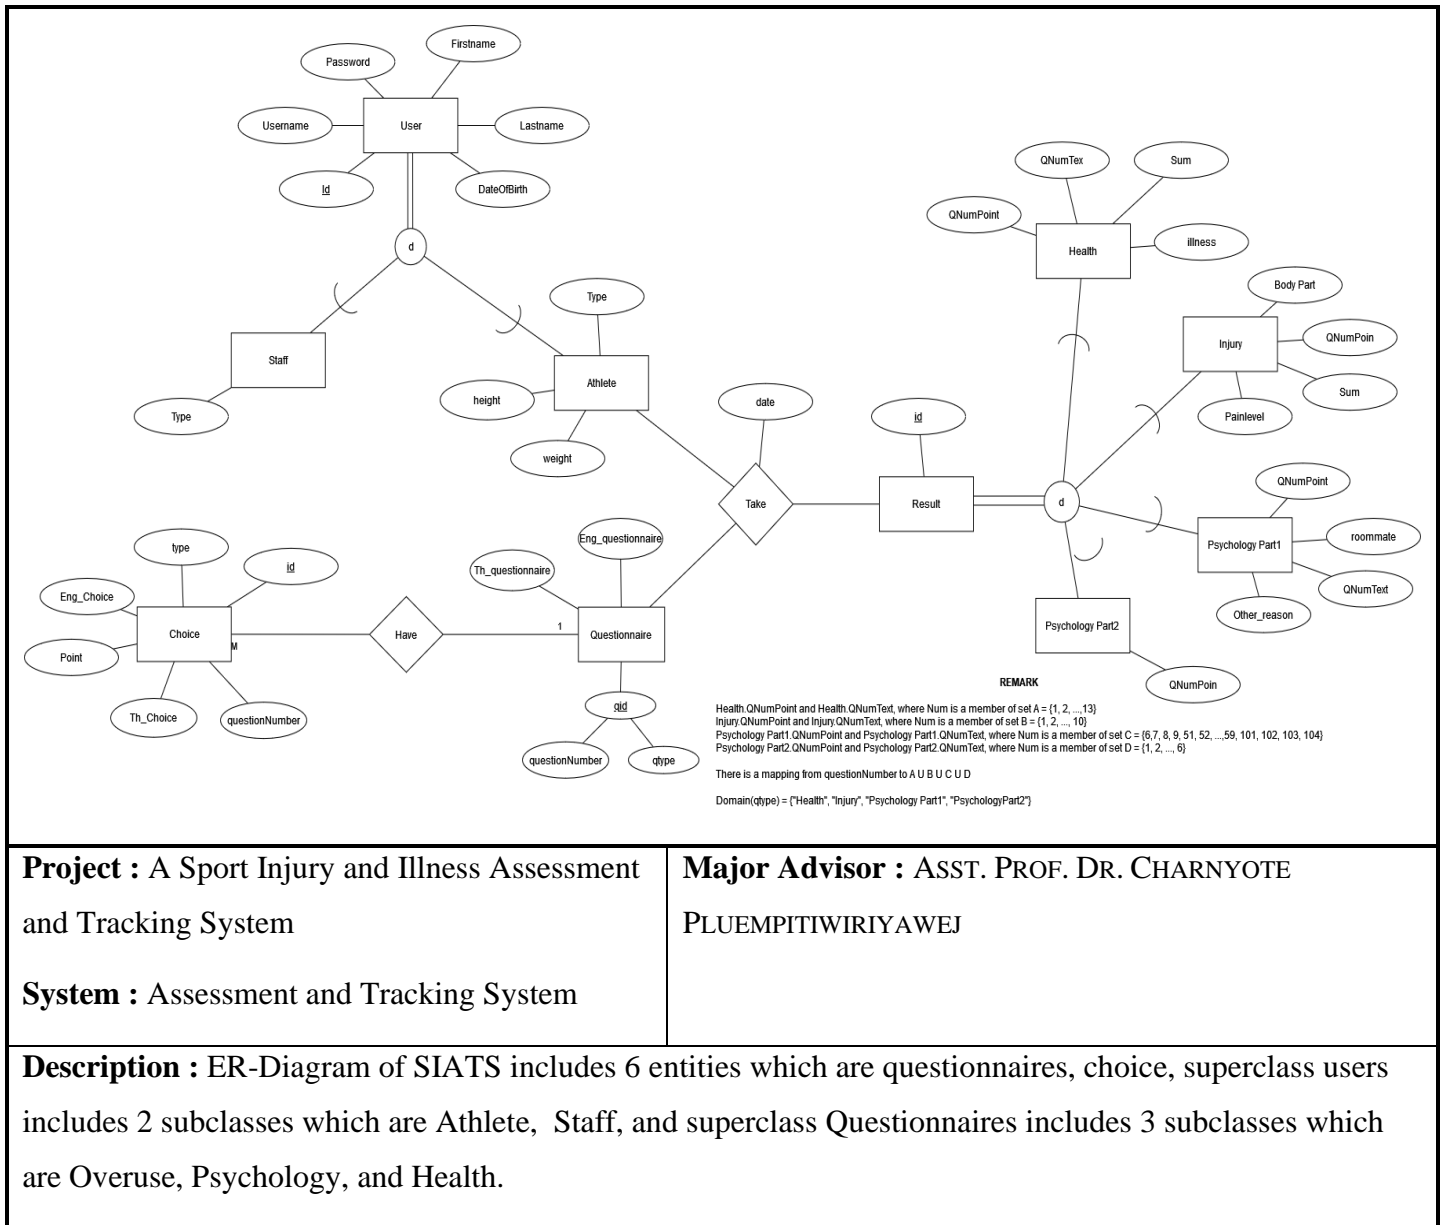 Firstname
Password
User
Username
Lastname
Id
DateOfBirth
d
Staff
Type
Type
Athlete
height
weight
date
Take
id
Result
d
QNumTex
Sum
QNumPoint
Health
illness
Body Part
Injury
QNumPoin
Sum
Painlevel
QNumPoint
Psychology Part1
roommate
QNumText
Other_reason
Psychology Part2
QNumPoin
type
id
Eng_Choice
Choice
M
Point
Th_Choice
questionNumber
Have
1
Eng_questionnaire
Th_questionnaire
Questionnaire
qid
questionNumber
qtype
REMARK
Health.QNumPoint and Health.QNumText, where Num is a member of set A = {1, 2, ...,13}
Injury.QNumPoint and Injury.QNumText, where Num is a member of set B = {1, 2, ..., 10}
Psychology Part1.QNumPoint and Psychology Part1.QNumText, where Num is a member of set C = {6,7, 8, 9, 51, 52, ...,59, 101, 102, 103, 104}
Psychology Part2.QNumPoint and Psychology Part2.QNumText, where Num is a member of set D = {1, 2, ..., 6}
There is a mapping from questionNumber to A U B U C U D
Domain(qtype) = {"Health", "Injury", "Psychology Part1", "PsychologyPart2"}
Project : A Sport Injury and Illness Assessment
and Tracking System
System : Assessment and Tracking System
Major Advisor : ASST. PROF. DR. CHARNYOTE
PLUEMPITIWIRIYAWEJ
Description : ER-Diagram of SIATS includes 6 entities which are questionnaires, choice, superclass users
includes 2 subclasses which are Athlete, Staff, and superclass Questionnaires includes 3 subclasses which
are Overuse, Psychology, and Health.